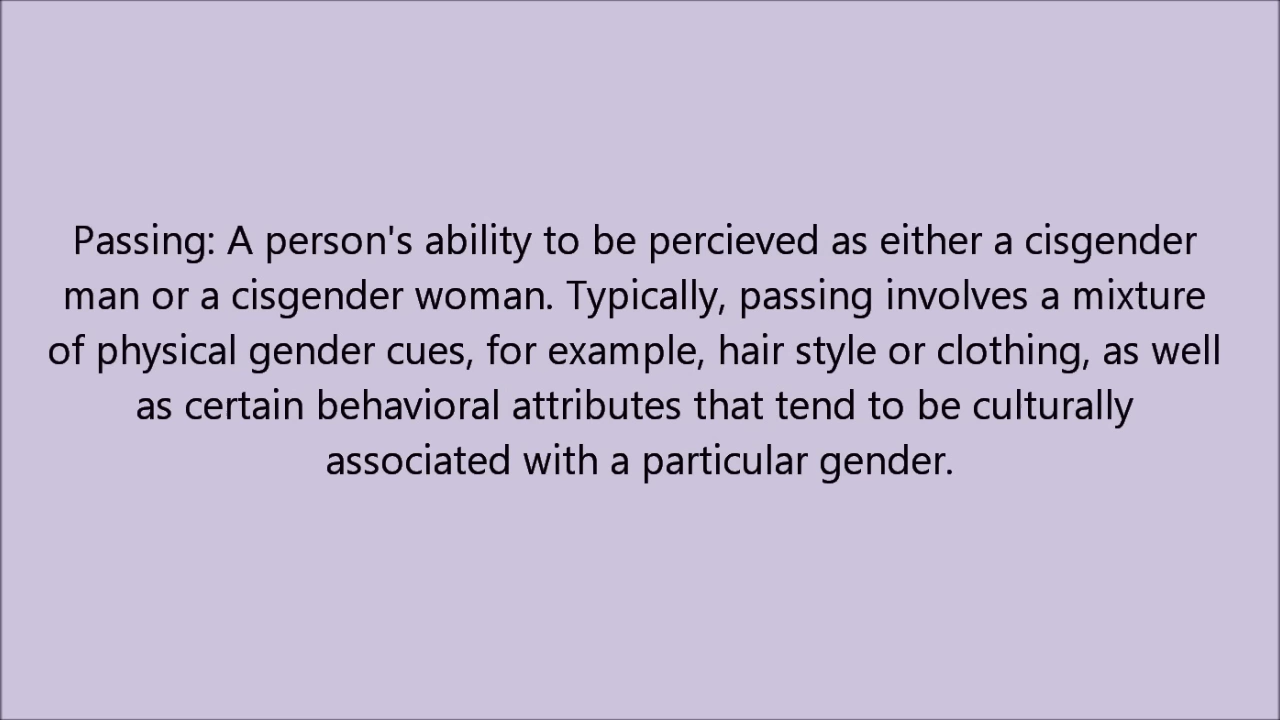 Passing: A person's ability to be percieved as either a cisgender
man or a cisgender woman. Typically, passing involves a mixture
of physical gender cues, for example, hair style or clothing, as well
as certain behavioral attributes that tend to be culturally
associated with a particular gender.